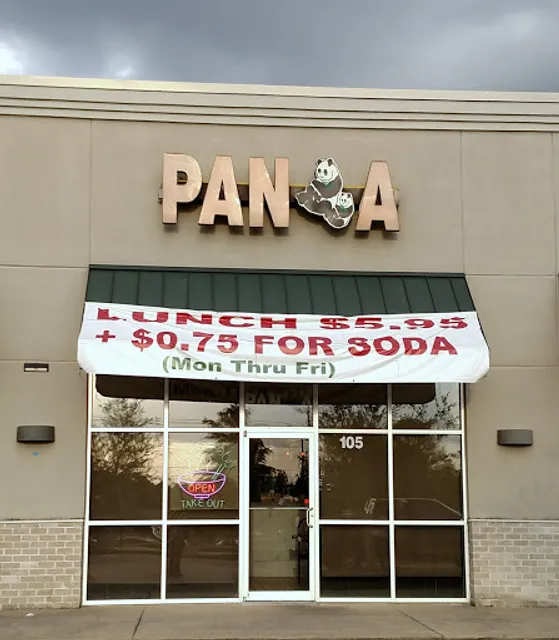 PAN A
LUNCH $5.95
+ $0.75 FOR SODA
(Mon Thru Fri)
105
OPEN
TAKE OUT